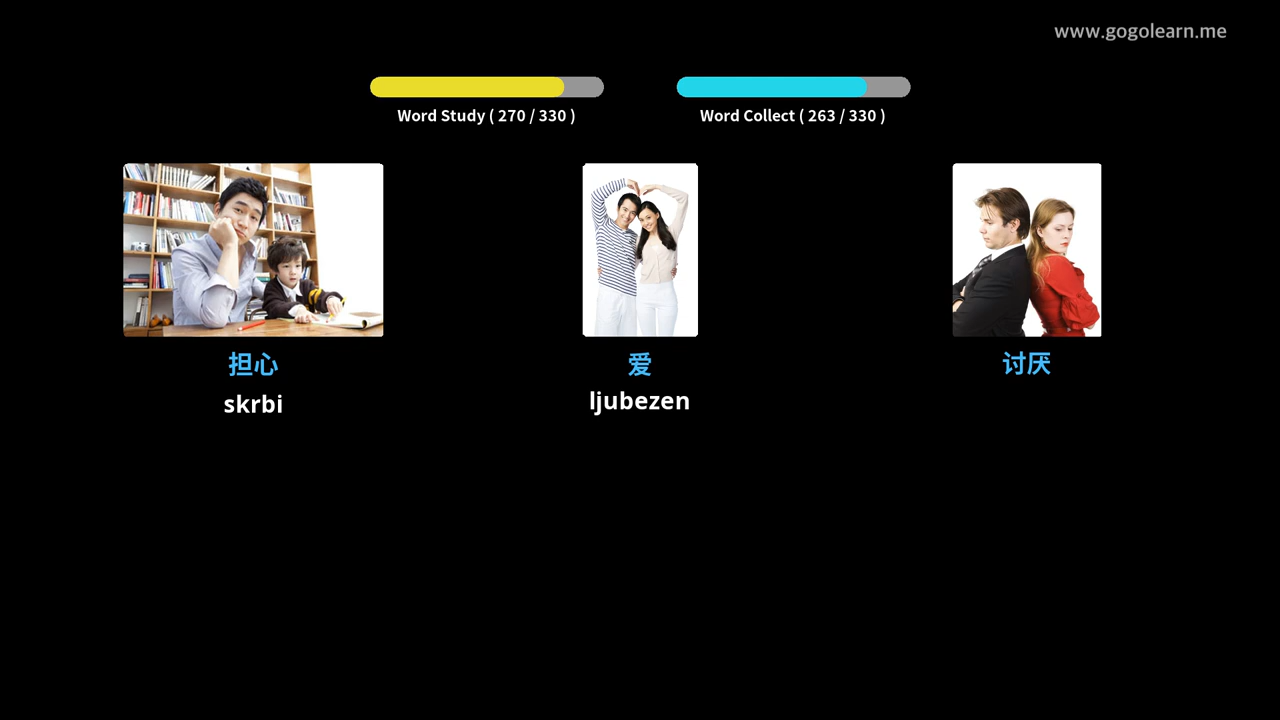 www.gogolearn.me
Word Study ( 270 / 330 )
Word Collect ( 263 / 330 )
担心
爱
讨厌
skrbi
ljubezen